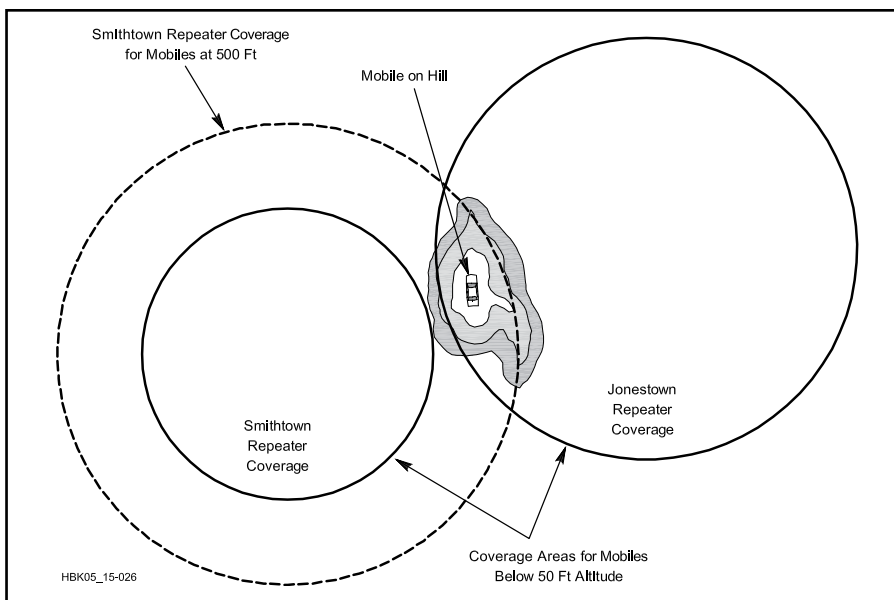 Smithtown Repeater Coverage
for Mobiles at 500 Ft
Mobile on Hill
Jonestown
Repeater
Coverage
Smithtown
Repeater
Coverage
Coverage Areas for Mobiles
Below 50 Ft Altitude
HBK05_15-026